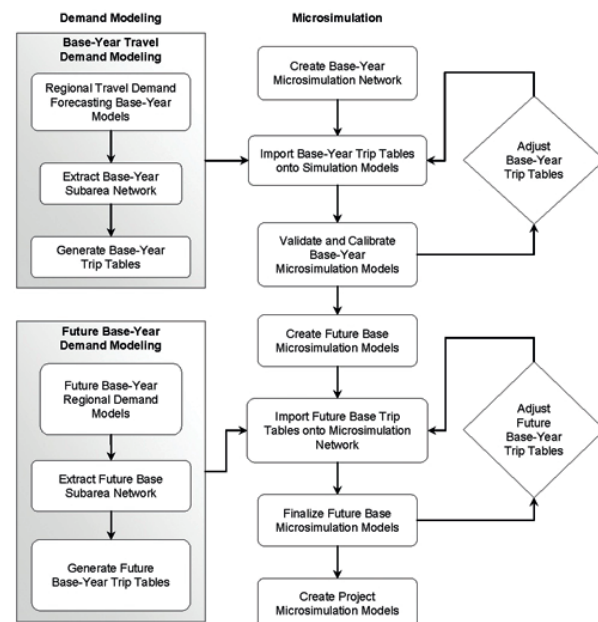 Demand Modeling
Microsimulation
Base-Year Travel
Demand Modeling
Regional Travel Demand
Forecasting Base-Year
Models
Extract Base-Year
Subarea Network
Generate Base-Year
Trip Tables
Create Base-Year
Microsimulation Network
Import Base-Year Trip Tables
onto Simulation Models
Validate and Calibrate
Base-Year
Microsimulation Models
Adjust
Base-Year
Trip Tables
Future Base-Year
Demand Modeling
Future Base-Year
Regional Demand
Models
Extract Future Base
Subarea Network
Generate Future
Base-Year Trip Tables
Create Future Base
Microsimulation Models
Import Future Base Trip
Tables onto Microsimulation
Network
Finalize Future Base
Microsimulation Models
Create Project
Microsimulation Models
Adjust
Future
Base-Year
Trip Tables